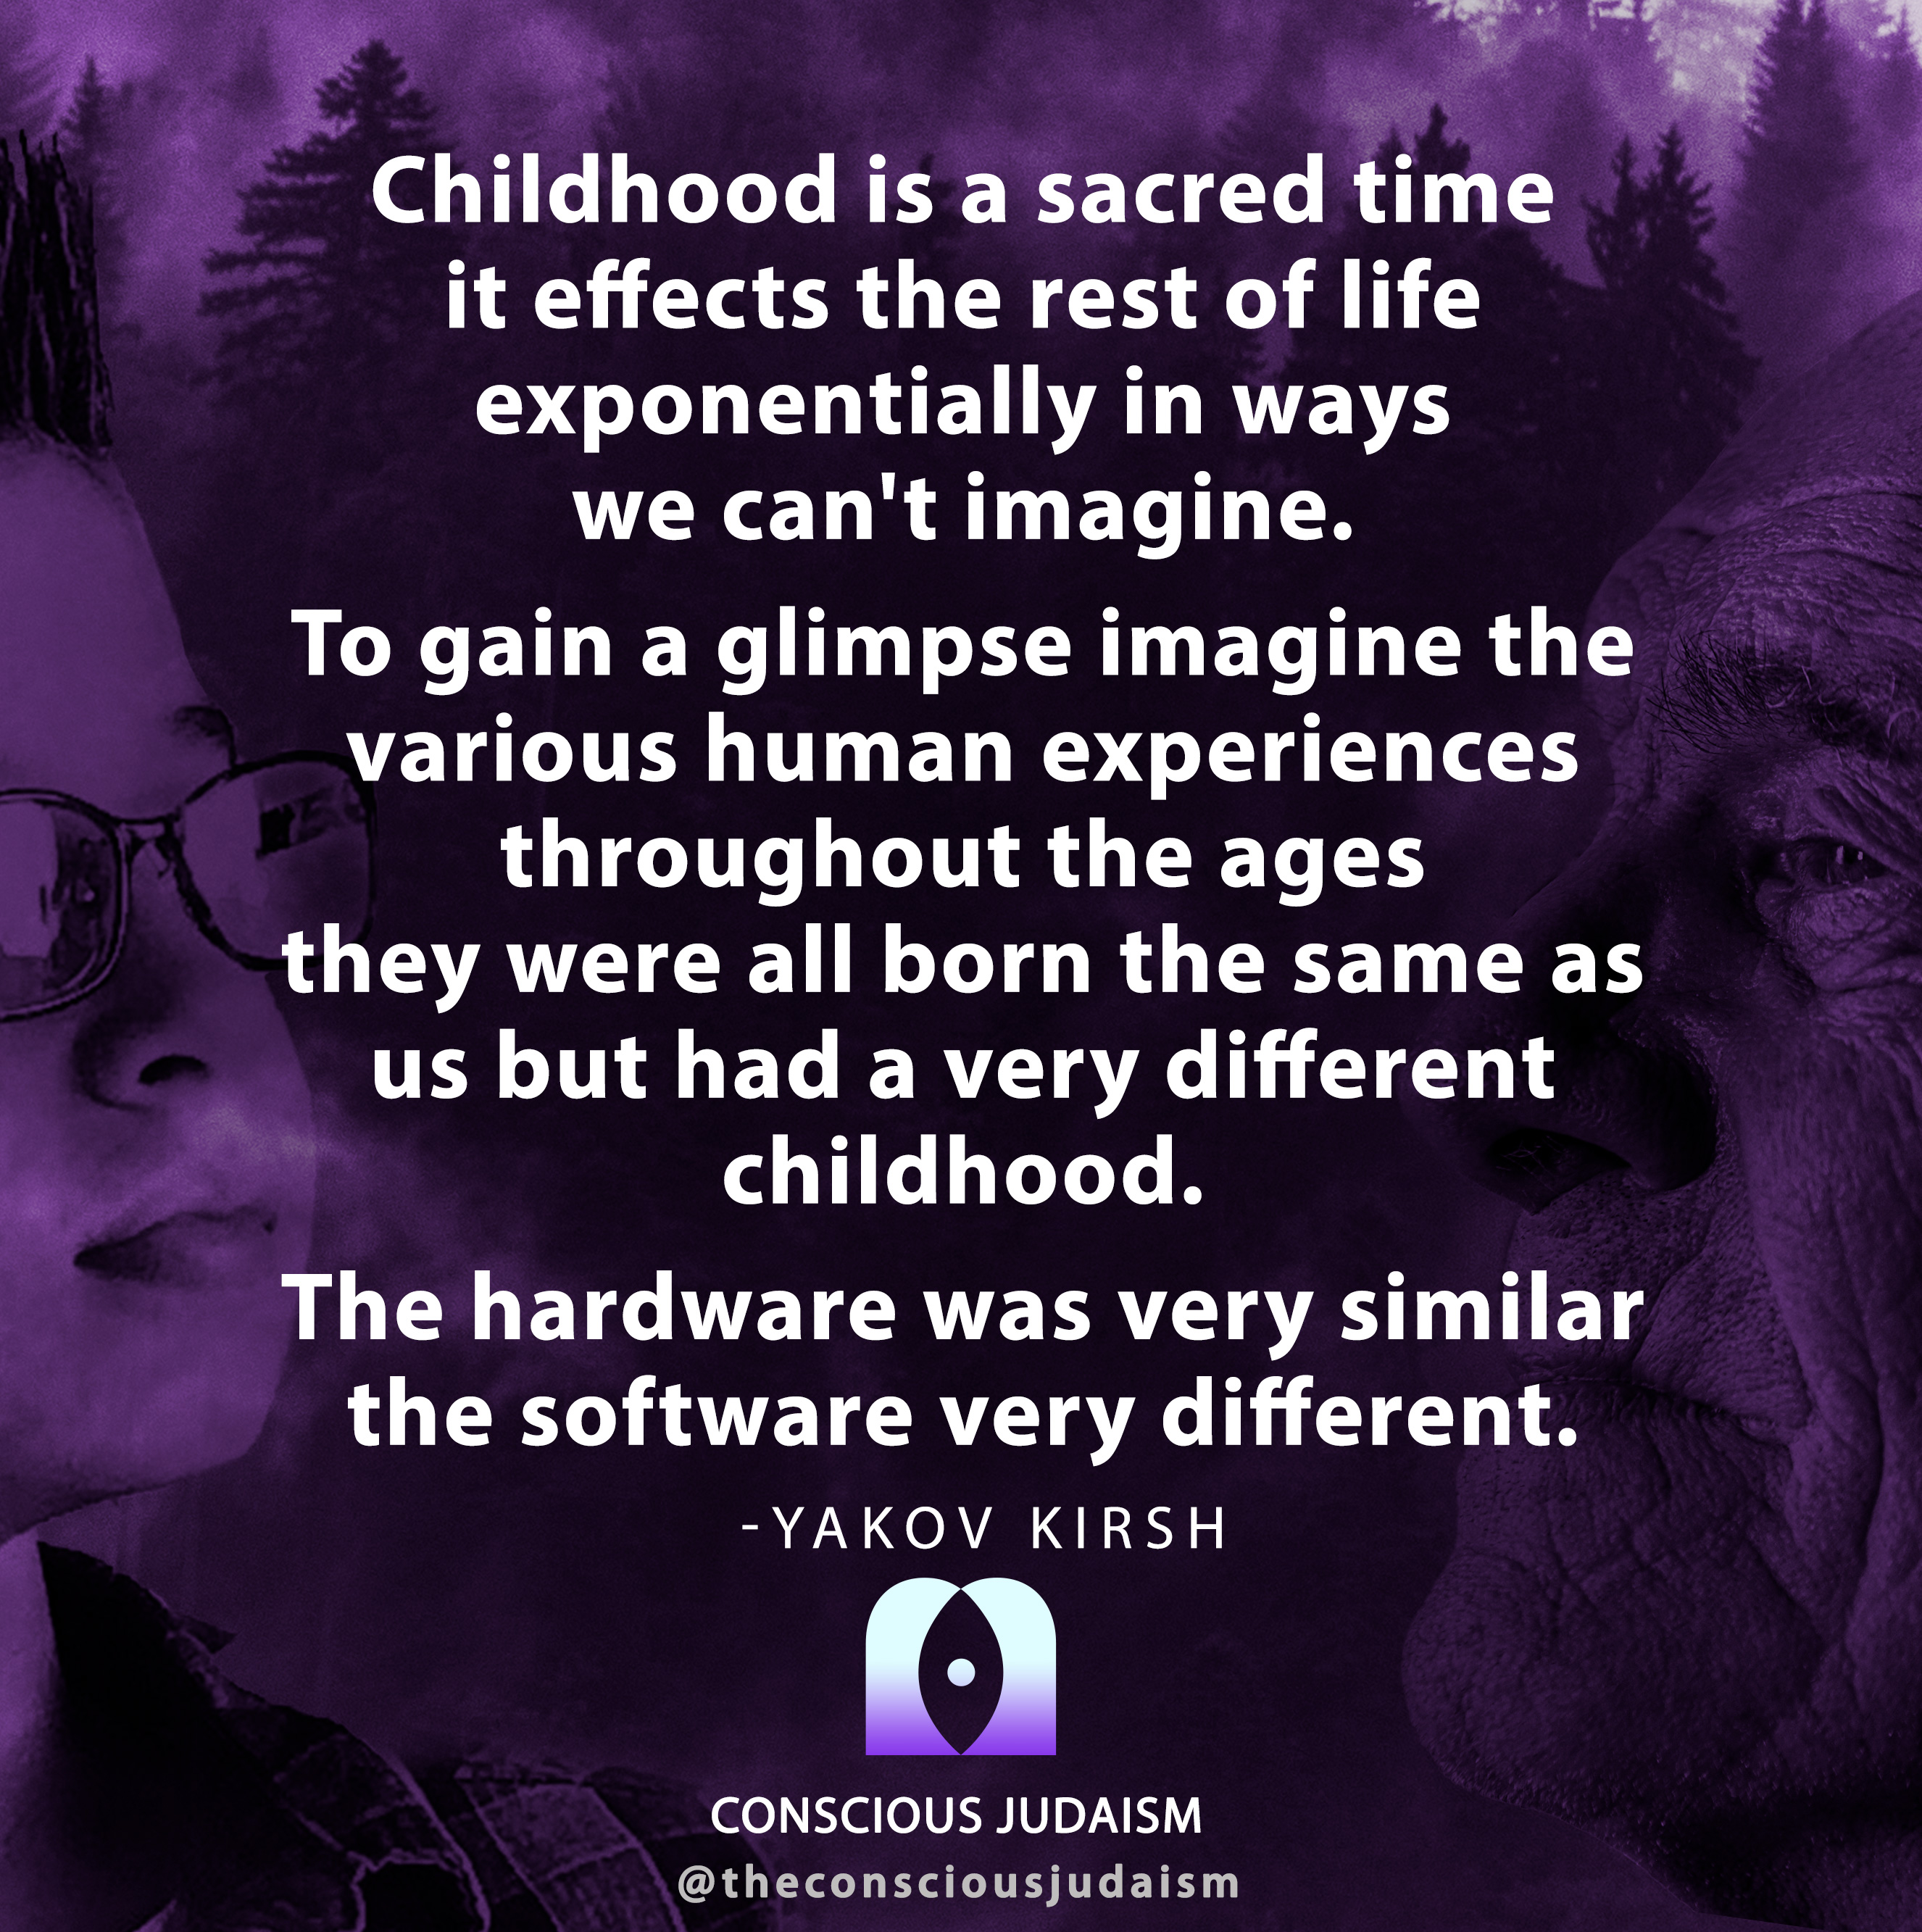 Childhood is a sacred time
it effects the rest of life
exponentially in ways
we can't imagine.
To gain a glimpse imagine the
various human experiences
throughout the ages
they were all born the same as
us but had a very different
childhood.
The hardware was very similar
the software very different.
-YAKOV KIRSH
CONSCIOUS JUDAISM
@theconsciousjudaism